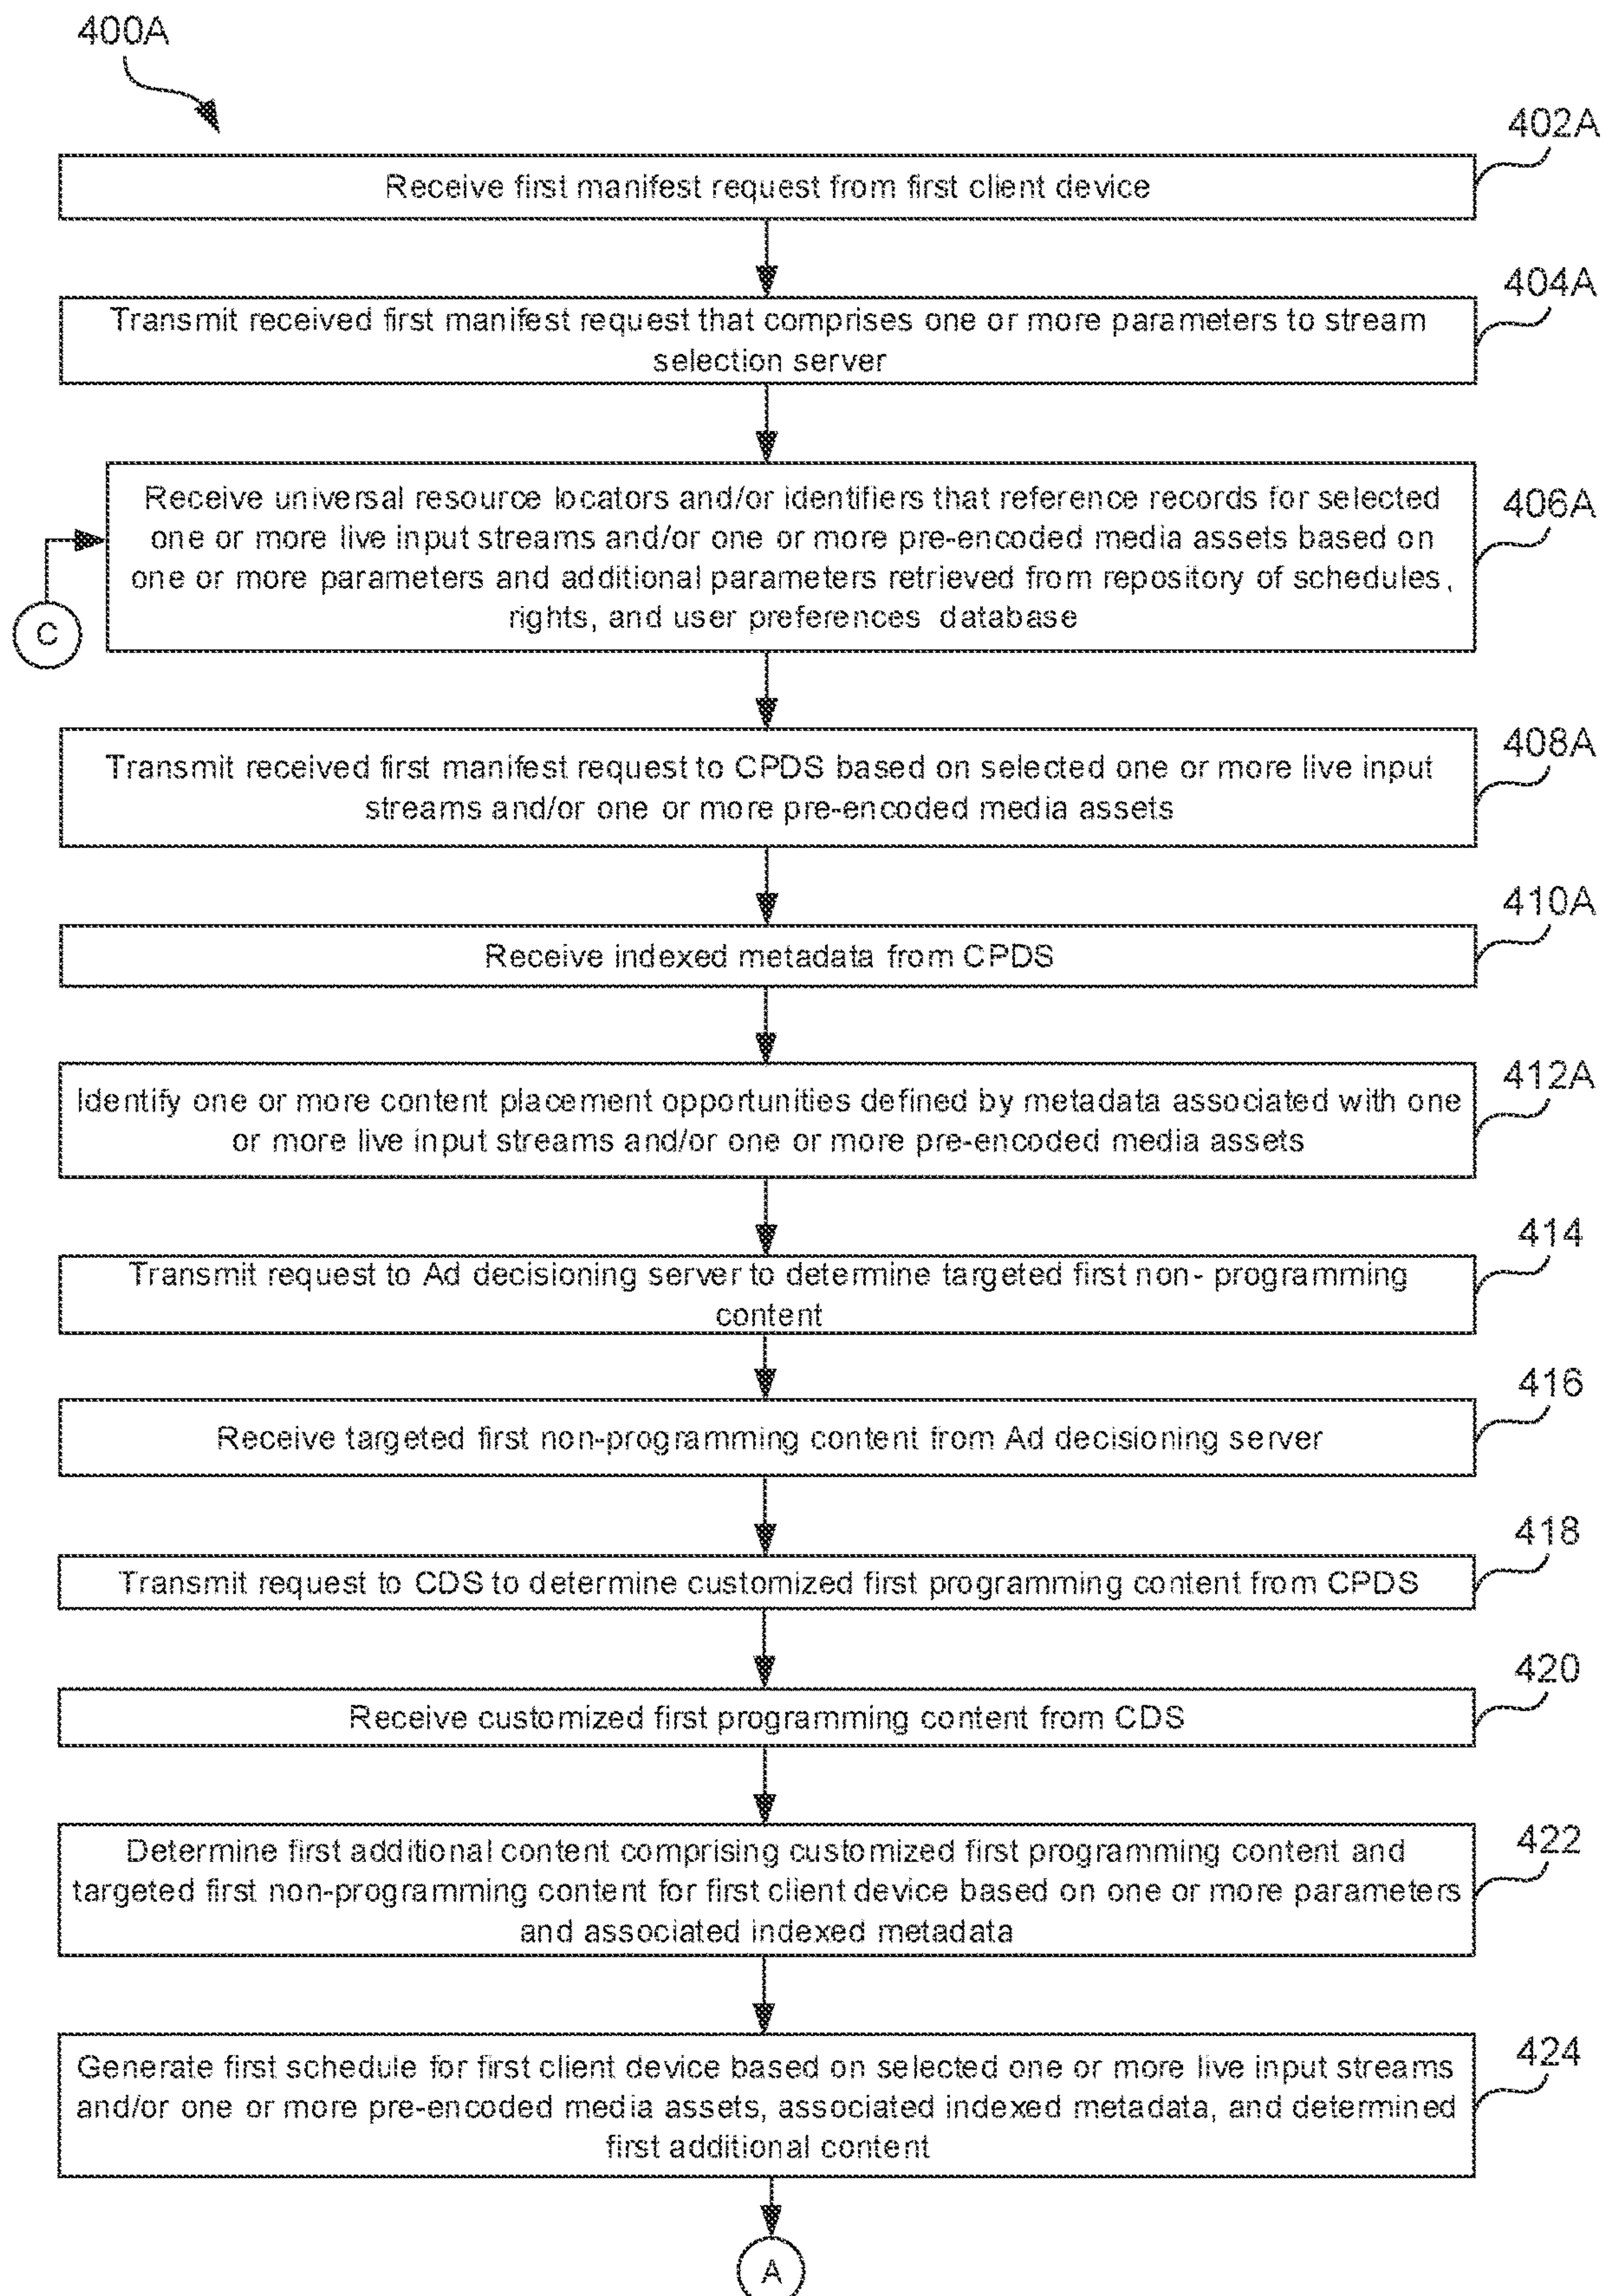 400A
402A
Receive first manifest request from first client device
404A
Transmit received first manifest request that comprises one or more parameters to stream
selection server
406A
Receive universal resource locators and/or identifiers that reference records for selected
one or more live input streams and/or one or more pre-encoded media assets based on
one or more parameters and additional parameters retrieved from repository of schedules,
rights, and user preferences database
C
408A
Transmit received first manifest request to CPDS based on selected one or more live input
streams and/or one or more pre-encoded media assets
410A
Receive indexed metadata from CPDS
412A
Identify one or more content placement opportunities defined by metadata associated with one
or more live input streams and/or one or more pre-encoded media assets
414
Transmit request to Ad decisioning server to determine targeted first non- programming
content
416
Receive targeted first non-programming content from Ad decisioning server
418
Transmit request to CDS to determine customized first programming content from CPDS
420
Receive customized first programming content from CDS
422
Determine first additional content comprising customized first programming content and
targeted first non-programming content for first client device based on one or more parameters
and associated indexed metadata
424
Generate first schedule for first client device based on selected one or more live input streams
and/or one or more pre-encoded media assets, associated indexed metadata, and determined
first additional content
A